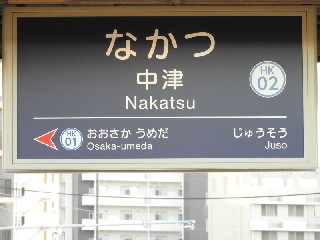 なかつ
中津
Nakatsu
HK
02
HK
01
おおさか うめだ
Osaka-umeda
じゅうそう
Juso